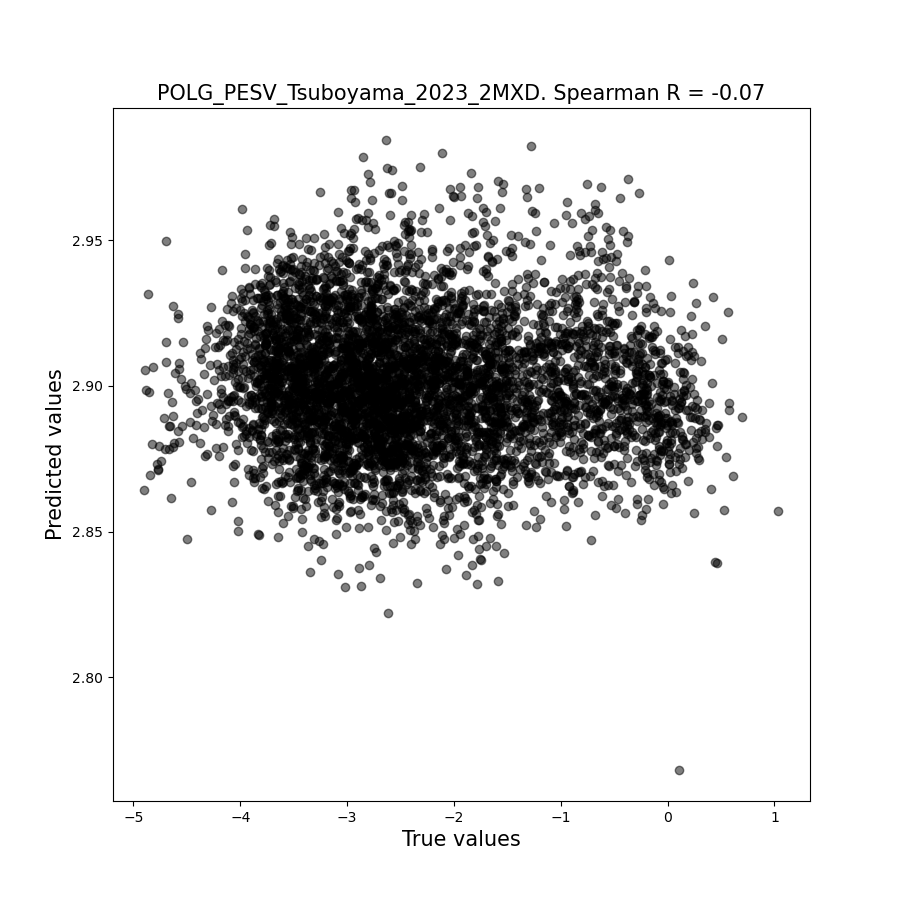 POLG_PESV_Tsuboyama_2023_2MXD. Spearman R = -0.07
Predicted values
2.95
2.90
2.85
2.80
−5 −4 −3 −2 −1 0 1
True values